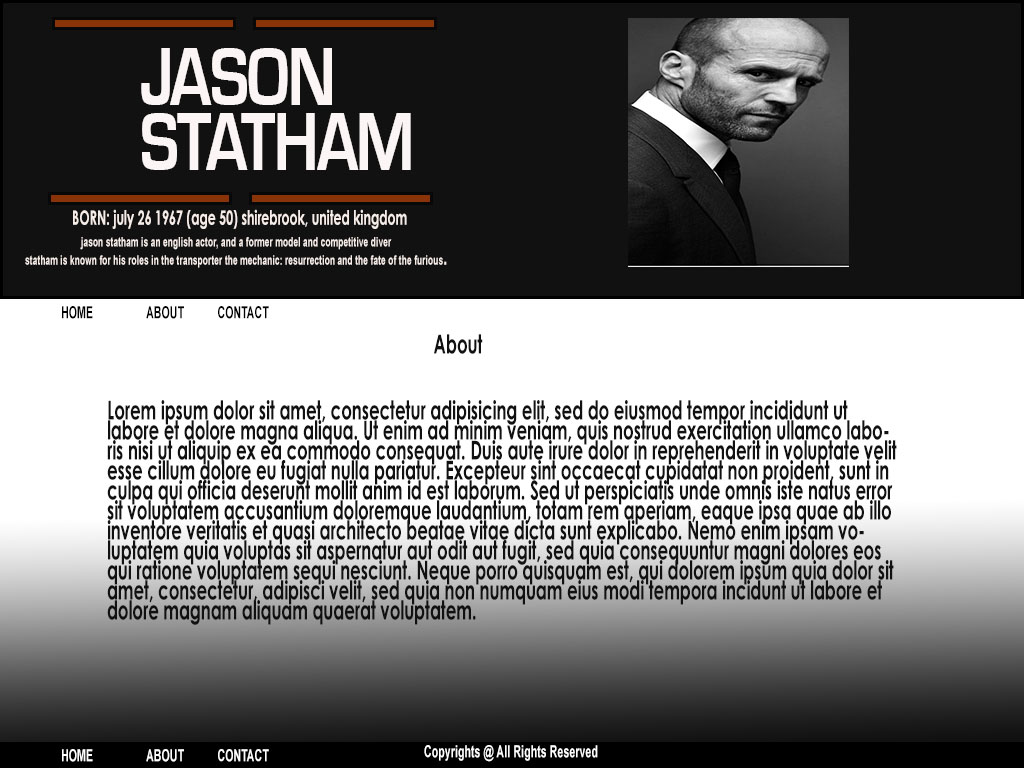 JASON
STATHAM
BORN: july 26 1967 (age 50) shirebrook, united kingdom
jason statham is an english actor, and a former model and competitive diver
statham is known for his roles in the transporter the mechanic: resurrection and the fate of the furious.
HOME ABOUT CONTACT
About
Lorem ipsum dolor sit amet, consectetur adipisicing elit, sed do eiusmod tempor incididunt ut
labore et dolore magna aliqua. Ut enim ad minim veniam, quis nostrud exercitation ullamco labo-
ris nisi ut aliquip ex ea commodo consequat. Duis aute irure dolor in reprehenderit in voluptate velit
esse cillum dolore eu fugiat nulla pariatur. Excepteur sint occaecat cupidatat non proident, sunt in
culpa qui officia deserunt mollit anim id est laborum. Sed ut perspiciatis unde omnis iste natus error
sit voluptatem accusantium doloremque laudantium, totam rem aperiam, eaque ipsa quae ab illo
inventore veritatis et quasi architecto beatae vitae dicta sunt explicabo. Nemo enim ipsam vo-
luptatem quia voluptas sit aspernatur aut odit aut fugit, sed quia consequuntur magni dolores eos
qui ratione voluptatem sequi nesciunt. Neque porro quisquam est, qui dolorem ipsum quia dolor sit
amet, consectetur, adipisci velit, sed quia non numquam eius modi tempora incidunt ut labore et
dolore magnam aliquam quaerat voluptatem.
HOME ABOUT CONTACT Copyrights @ All Rights Reserved